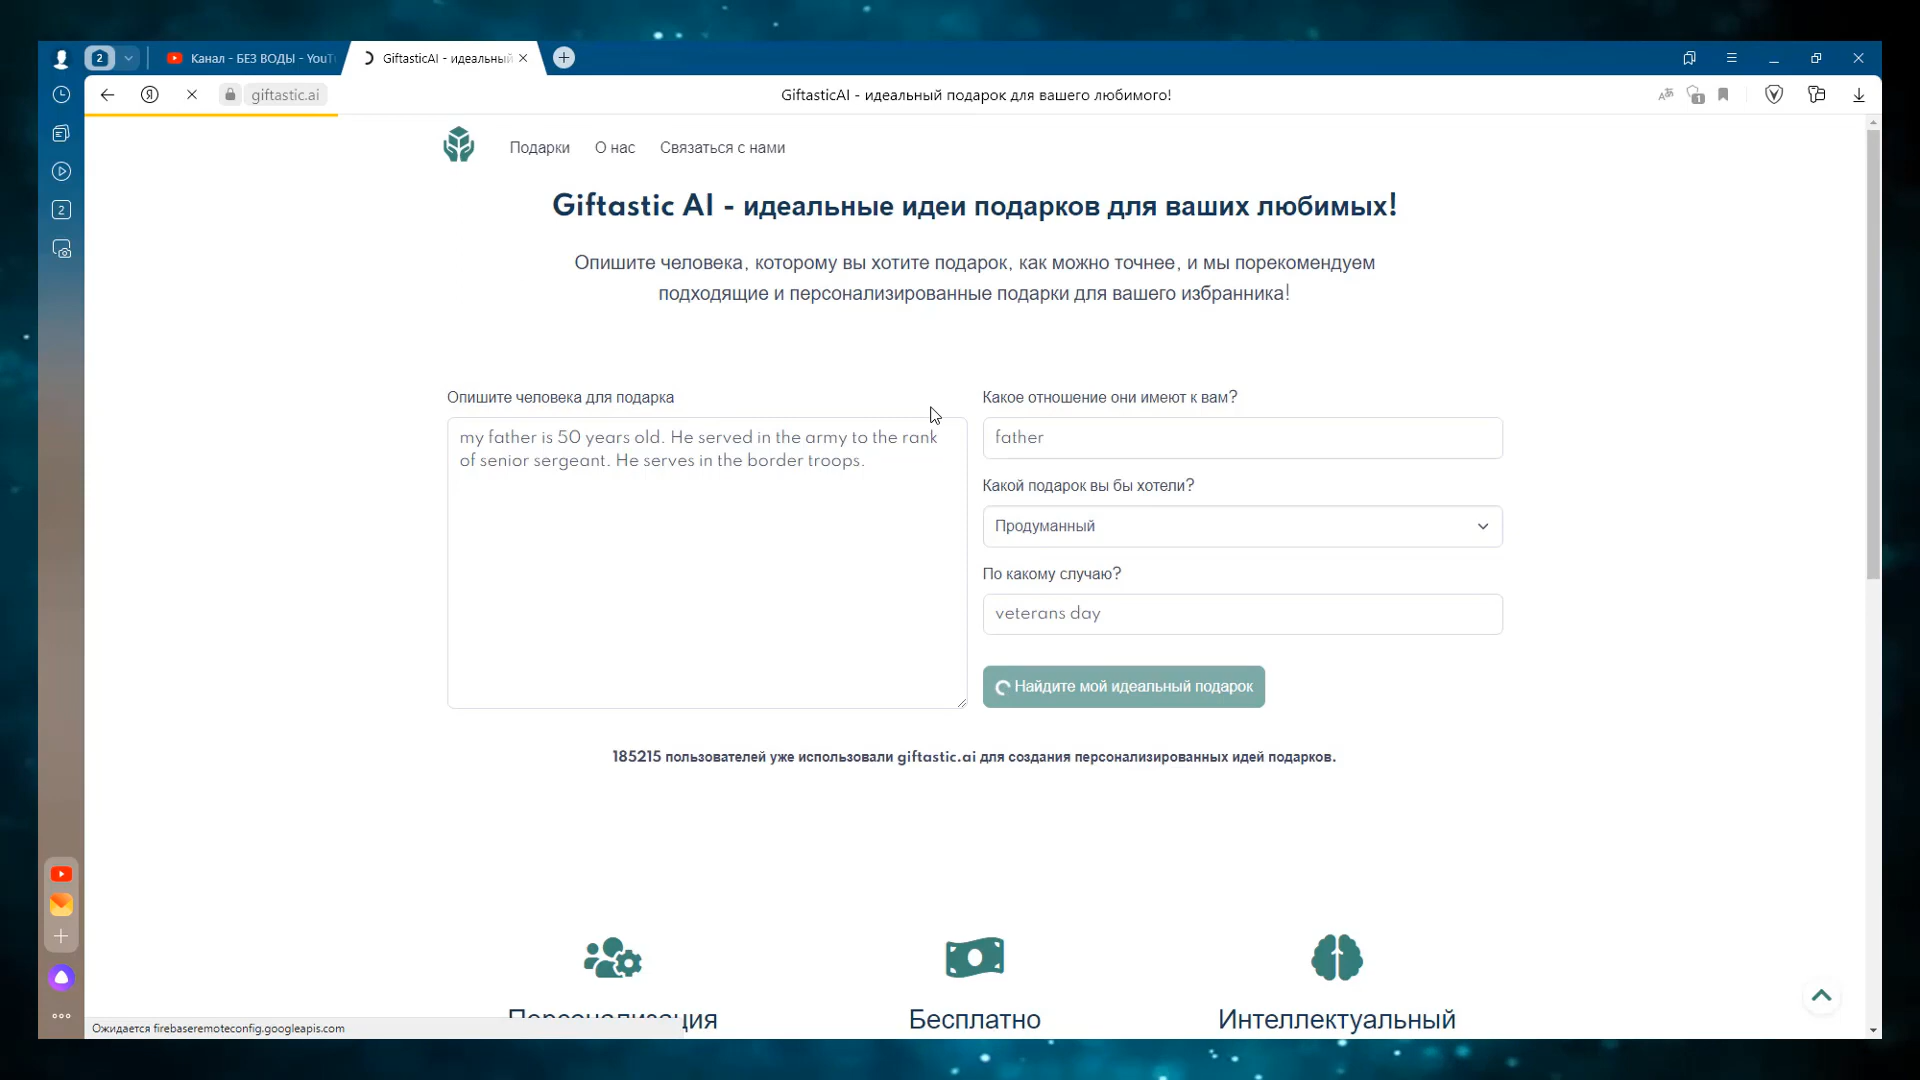 2
Канал - БЕЗ ВОДЫ - YouT
GiftasticAI - идеальный
giftastic.ai
GiftasticAI - идеальный подарок для вашего любимого!
1
2
Подарки
О нас
Связаться с нами
Giftastic AI - идеальные идеи подарков для ваших любимых!
Опишите человека, которому вы хотите подарок, как можно точнее, и мы порекомендуем
подходящие и персонализированные подарки для вашего избранника!
Опишите человека для подарка
my father is 50 years old. He served in the army to the rank
of senior sergeant. He serves in the border troops.
Какое отношение они имеют к вам?
father
Какой подарок вы бы хотели?
Продуманный
По какому случаю?
veterans day
Найдите мой идеальный подарок
185215 пользователей уже использовали giftastic.ai для создания персонализированных идей подарков.
Персонализация
Бесплатно
Интеллектуальный
Ожидается firebaseremoteconfig.googleapis.com